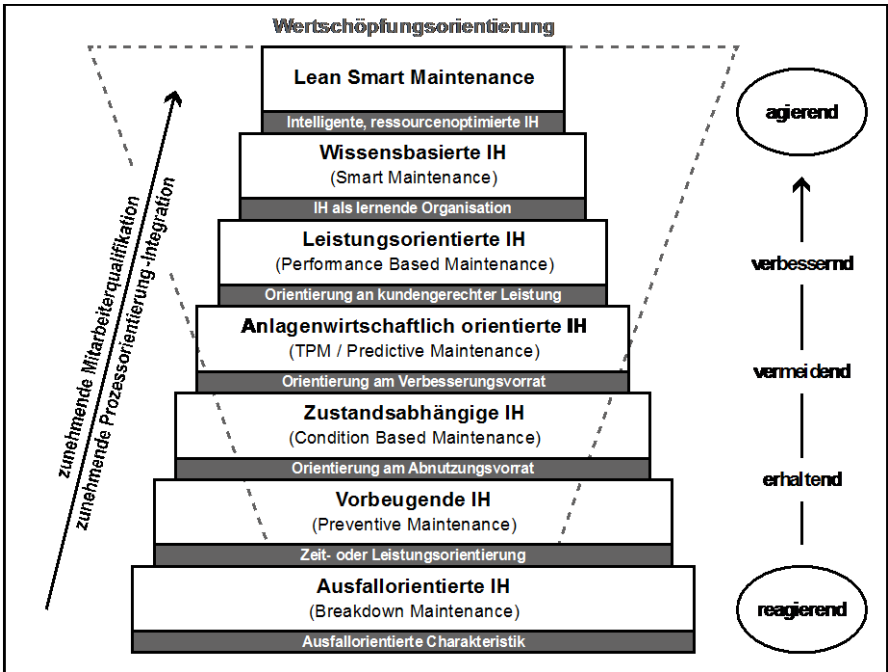 Wertschöpfungsorientierung
Lean Smart Maintenance
Intelligente, ressourcenoptimierte IH
Wissensbasierte IH
(Smart Maintenance)
IH als lernende Organisation
Leistungsorientierte IH
(Performance Based Maintenance)
Orientierung an kundengerechter Leistung
Anlagenwirtschaftlich orientierte IH
(TPM / Predictive Maintenance)
Orientierung am Verbesserungsvorrat
Zustandsabhängige IH
(Condition Based Maintenance)
Orientierung am Abnutzungsvorrat
Vorbeugende IH
(Preventive Maintenance)
Zeit- oder Leistungsorientierung
Ausfallorientierte IH
(Breakdown Maintenance)
Ausfallorientierte Charakteristik
zunehmende Mitarbeiterqualifikation
zunehmende Prozessorientierung -Integration
agierend
verbessernd
vermeidend
erhaltend
reagierend